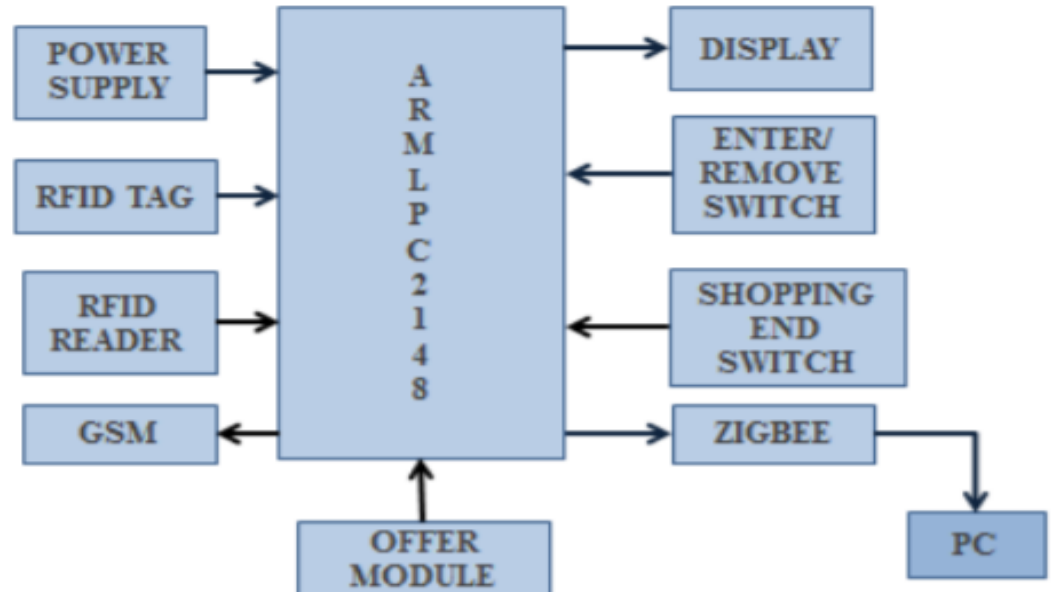 POWER
SUPPLY
RFID TAG
RFID
READER
GSM
A
R
M
L
P
C
2
1
4
8
OFFER
MODULE
DISPLAY
ENTER/
REMOVE
SWITCH
SHOPPING
END
SWITCH
ZIGBEE
PC